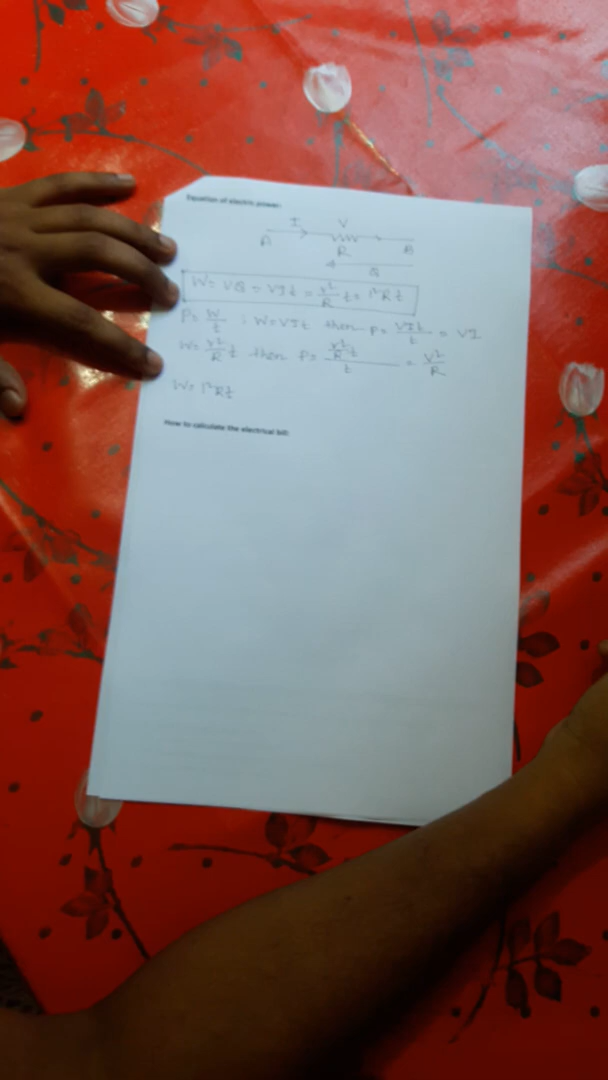 Equation of electric power:
I V
A R B
Q
W = VQ = VIt = V²/R t = I²Rt
P = W/t ; W = VIt then P = VIt/t = VI
W = V²/R t then P = V²/R t/t = V²/R
W = I²Rt
How to calculate the electrical bill: